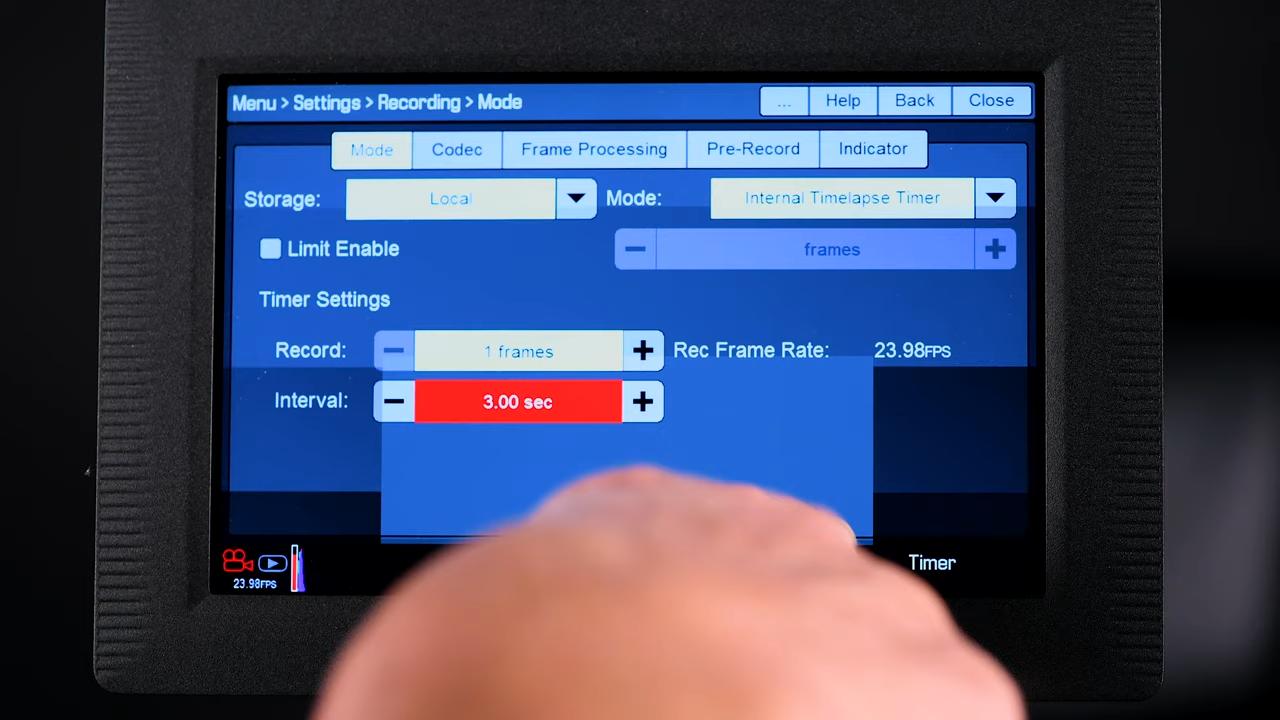 Menu > Settings > Recording > Mode
... Help Back Close
Mode Codec Frame Processing Pre-Record Indicator
Storage: Local Mode: Internal Timelapse Timer
Limit Enable − frames +
Timer Settings
Record: − 1 frames + Rec Frame Rate: 23.98FPS
Interval: − 3.00 sec +
Timer
23.98FPS